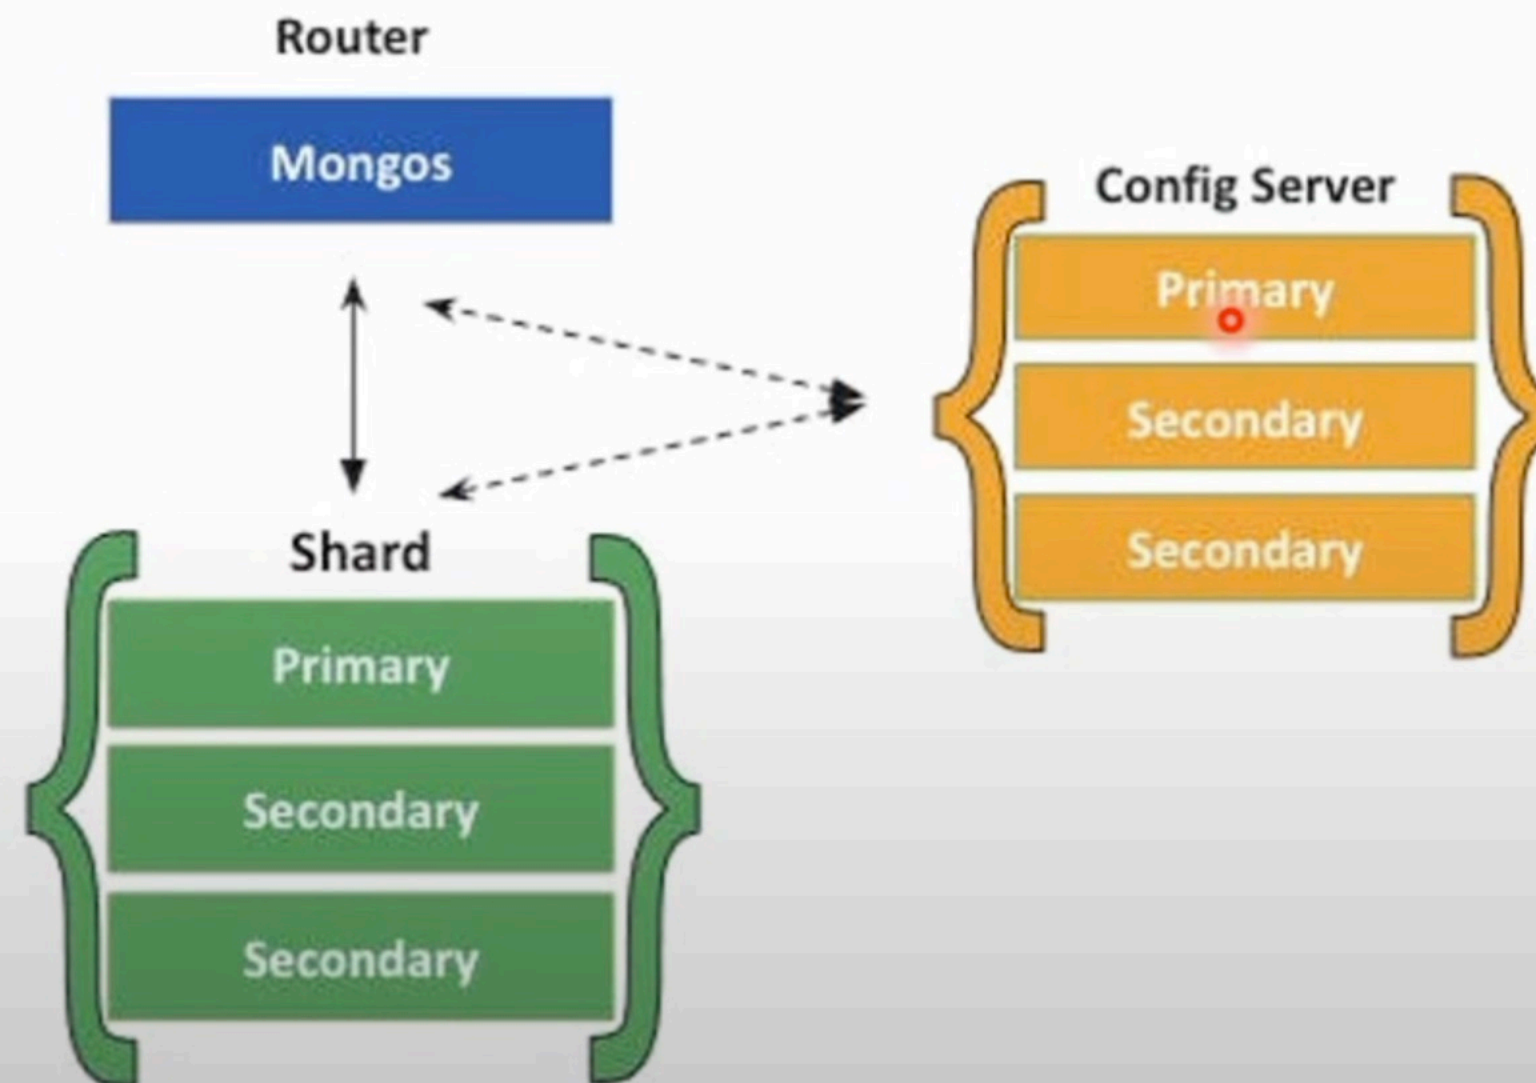 Router
Mongos
Config Server
Primary
Secondary
Secondary
Shard
Primary
Secondary
Secondary